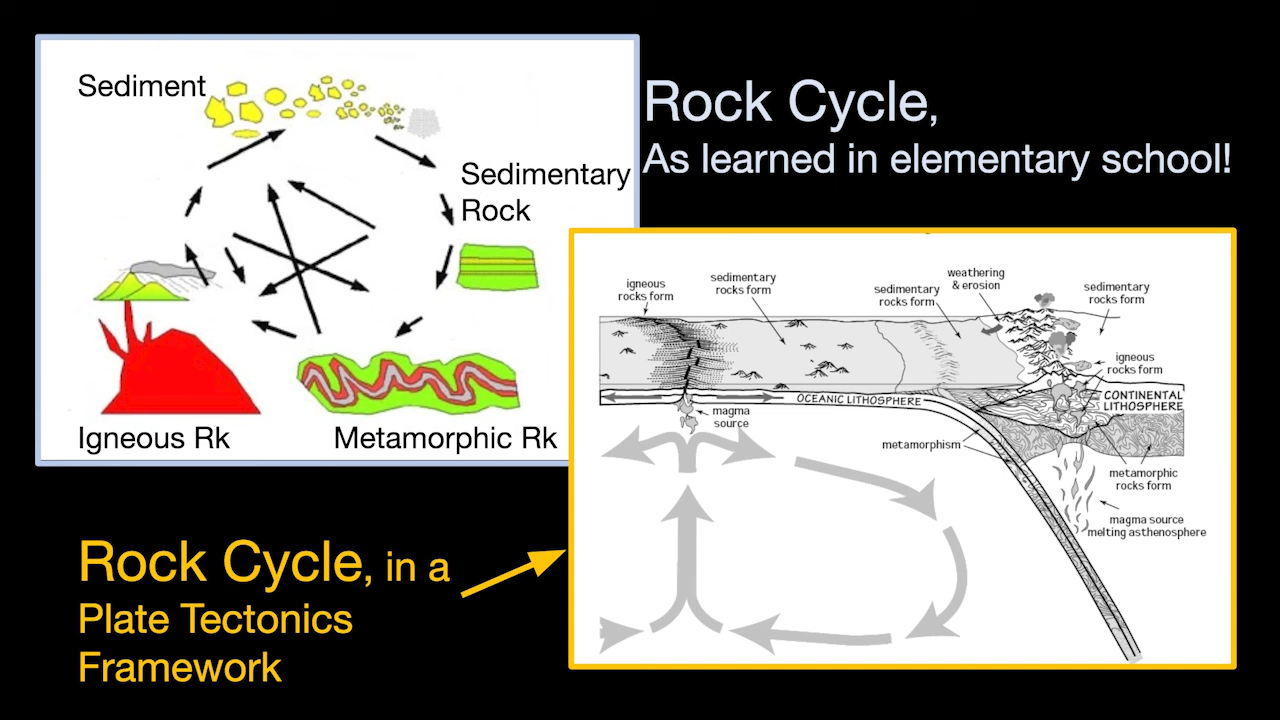 Sediment
Sedimentary
Rock
Igneous Rk
Metamorphic Rk
Rock Cycle,
As learned in elementary school!
igneous
rocks form
sedimentary
rocks form
sedimentary
rocks form
weathering
& erosion
sedimentary
rocks form
igneous
rocks form
OCEANIC LITHOSPHERE
CONTINENTAL
LITHOSPHERE
magma
source
metamorphism
metamorphic
rocks form
magma source
melting asthenosphere
Rock Cycle, in a
Plate Tectonics
Framework